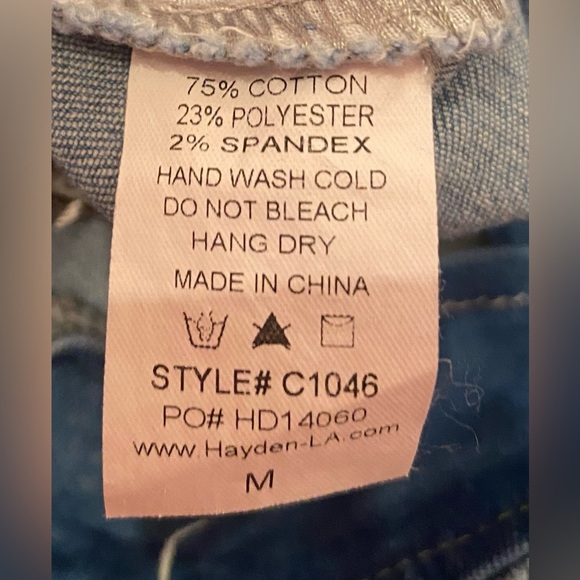 75% COTTON
23% POLYESTER
2% SPANDEX
HAND WASH COLD
DO NOT BLEACH
HANG DRY
MADE IN CHINA
STYLE# C1046
PO# HD14060
www.Hayden-LA.com
M